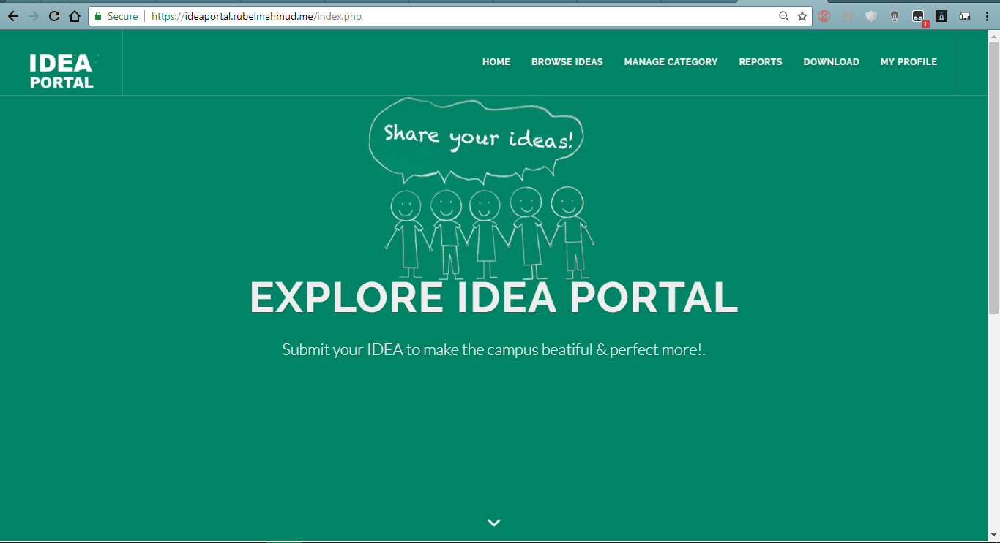 Secure https://ideaportal.rubelmahmud.me/index.php
1
IDEA
PORTAL
HOME BROWSE IDEAS MANAGE CATEGORY REPORTS DOWNLOAD MY PROFILE
Share your ideas!
EXPLORE IDEA PORTAL
Submit your IDEA to make the campus beatiful & perfect more!.